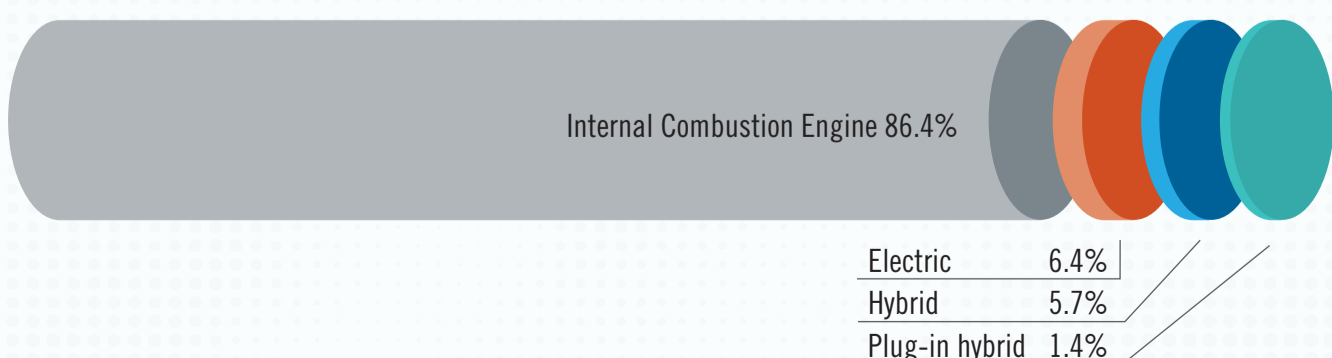 Internal Combustion Engine 86.4%
Electric 6.4%
Hybrid 5.7%
Plug-in hybrid 1.4%